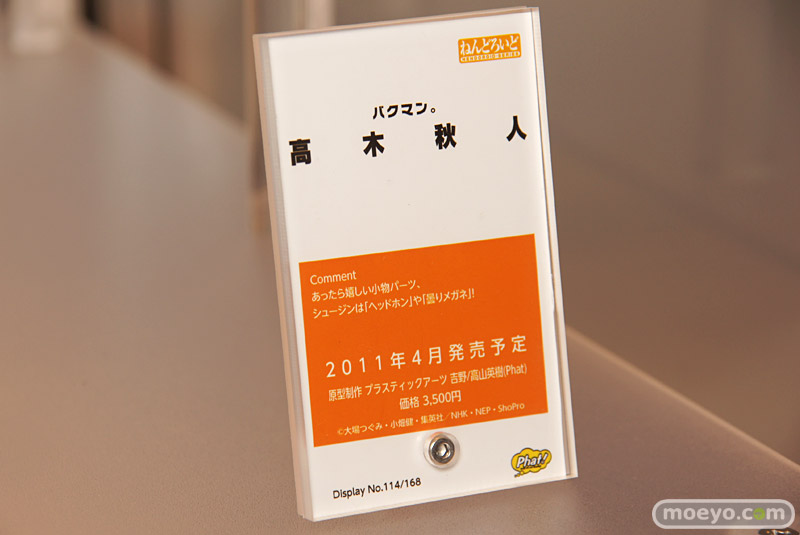 ねんどろいど
NENDOROID SERIES
バクマン。
高木秋人
Comment
あったら嬉しい小物パーツ、
シュージンは「ヘッドホン」や「曇りメガネ」!
2011年4月発売予定
原型制作 プラスティックアーツ 吉野/高山英樹(Phat)
価格 3,500円
©大場つぐみ・小畑健・集英社/NHK・NEP・ShoPro
Phat!
Display No.114/168
moeyo.com